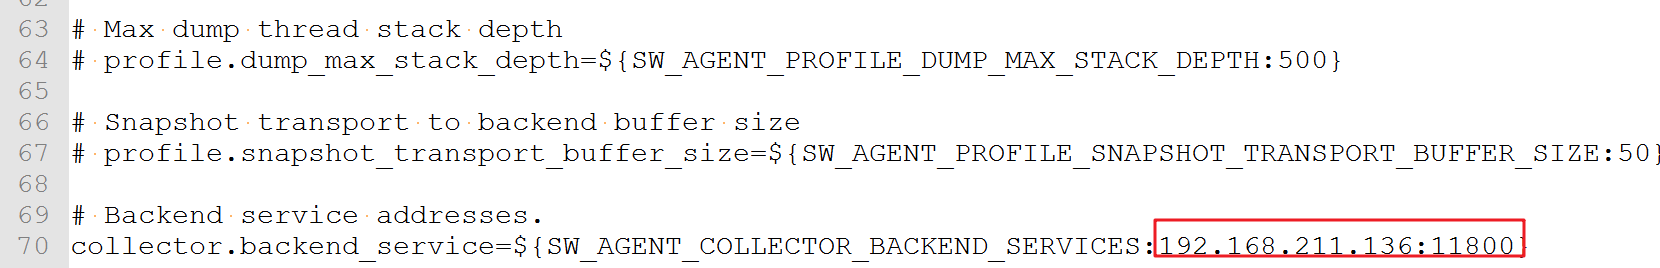 62
63 # Max dump thread stack depth
64 # profile.dump_max_stack_depth=${SW_AGENT_PROFILE_DUMP_MAX_STACK_DEPTH:500}
65
66 # Snapshot transport to backend buffer size
67 # profile.snapshot_transport_buffer_size=${SW_AGENT_PROFILE_SNAPSHOT_TRANSPORT_BUFFER_SIZE:50}
68
69 # Backend service addresses.
70 collector.backend_service=${SW_AGENT_COLLECTOR_BACKEND_SERVICES:192.168.211.136:11800}